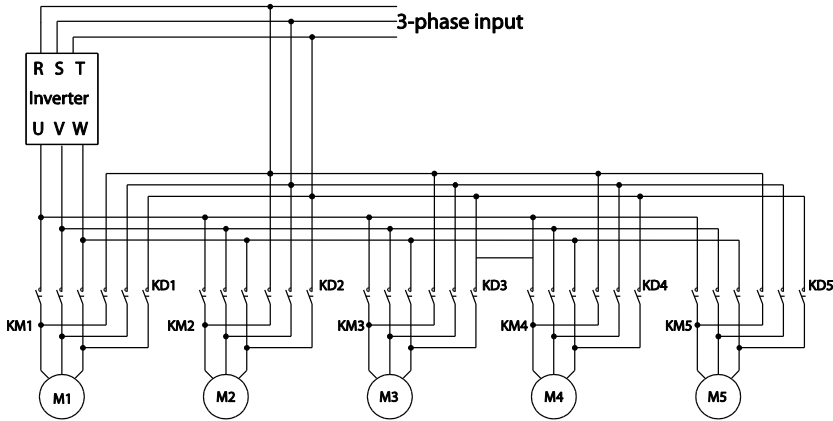 3-phase input
R S T
Inverter
U V W
KD1
KD2
KD3
KD4
KD5
KM1
KM2
KM3
KM4
KM5
M1
M2
M3
M4
M5